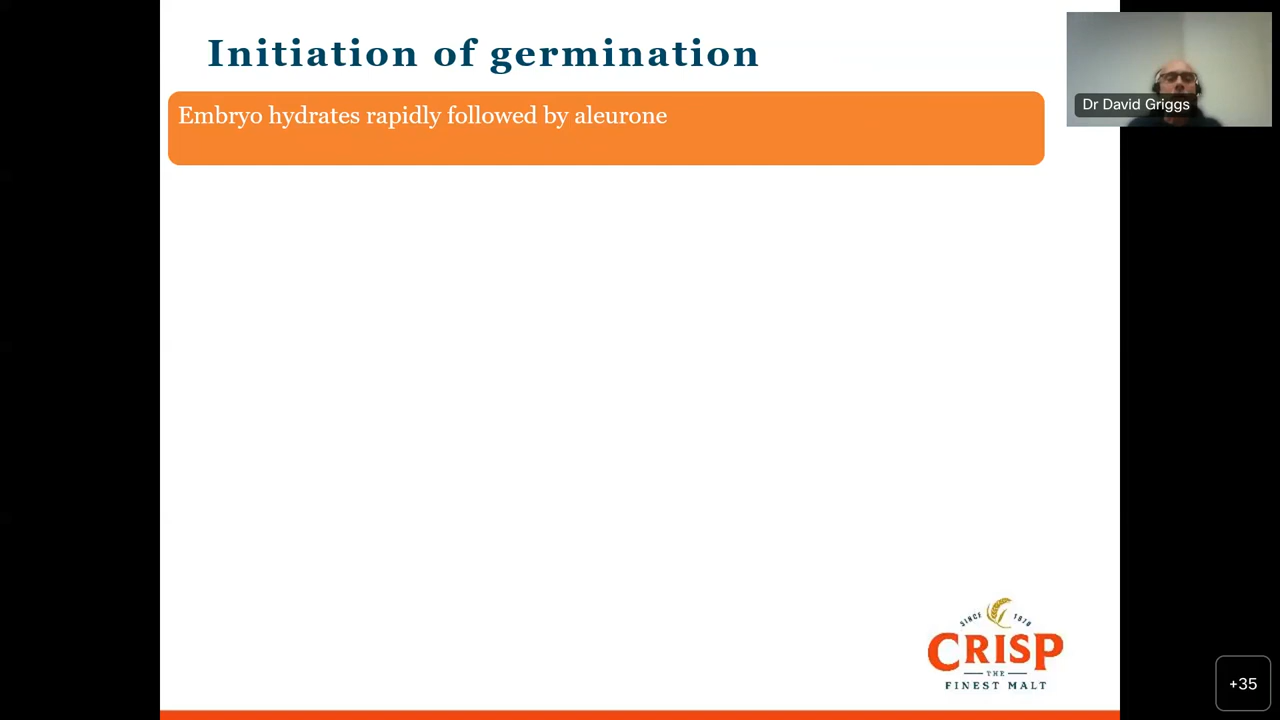 Initiation of germination
Embryo hydrates rapidly followed by aleurone
Dr David Griggs
SINCE 1870
CRISP
THE
FINEST MALT
+35